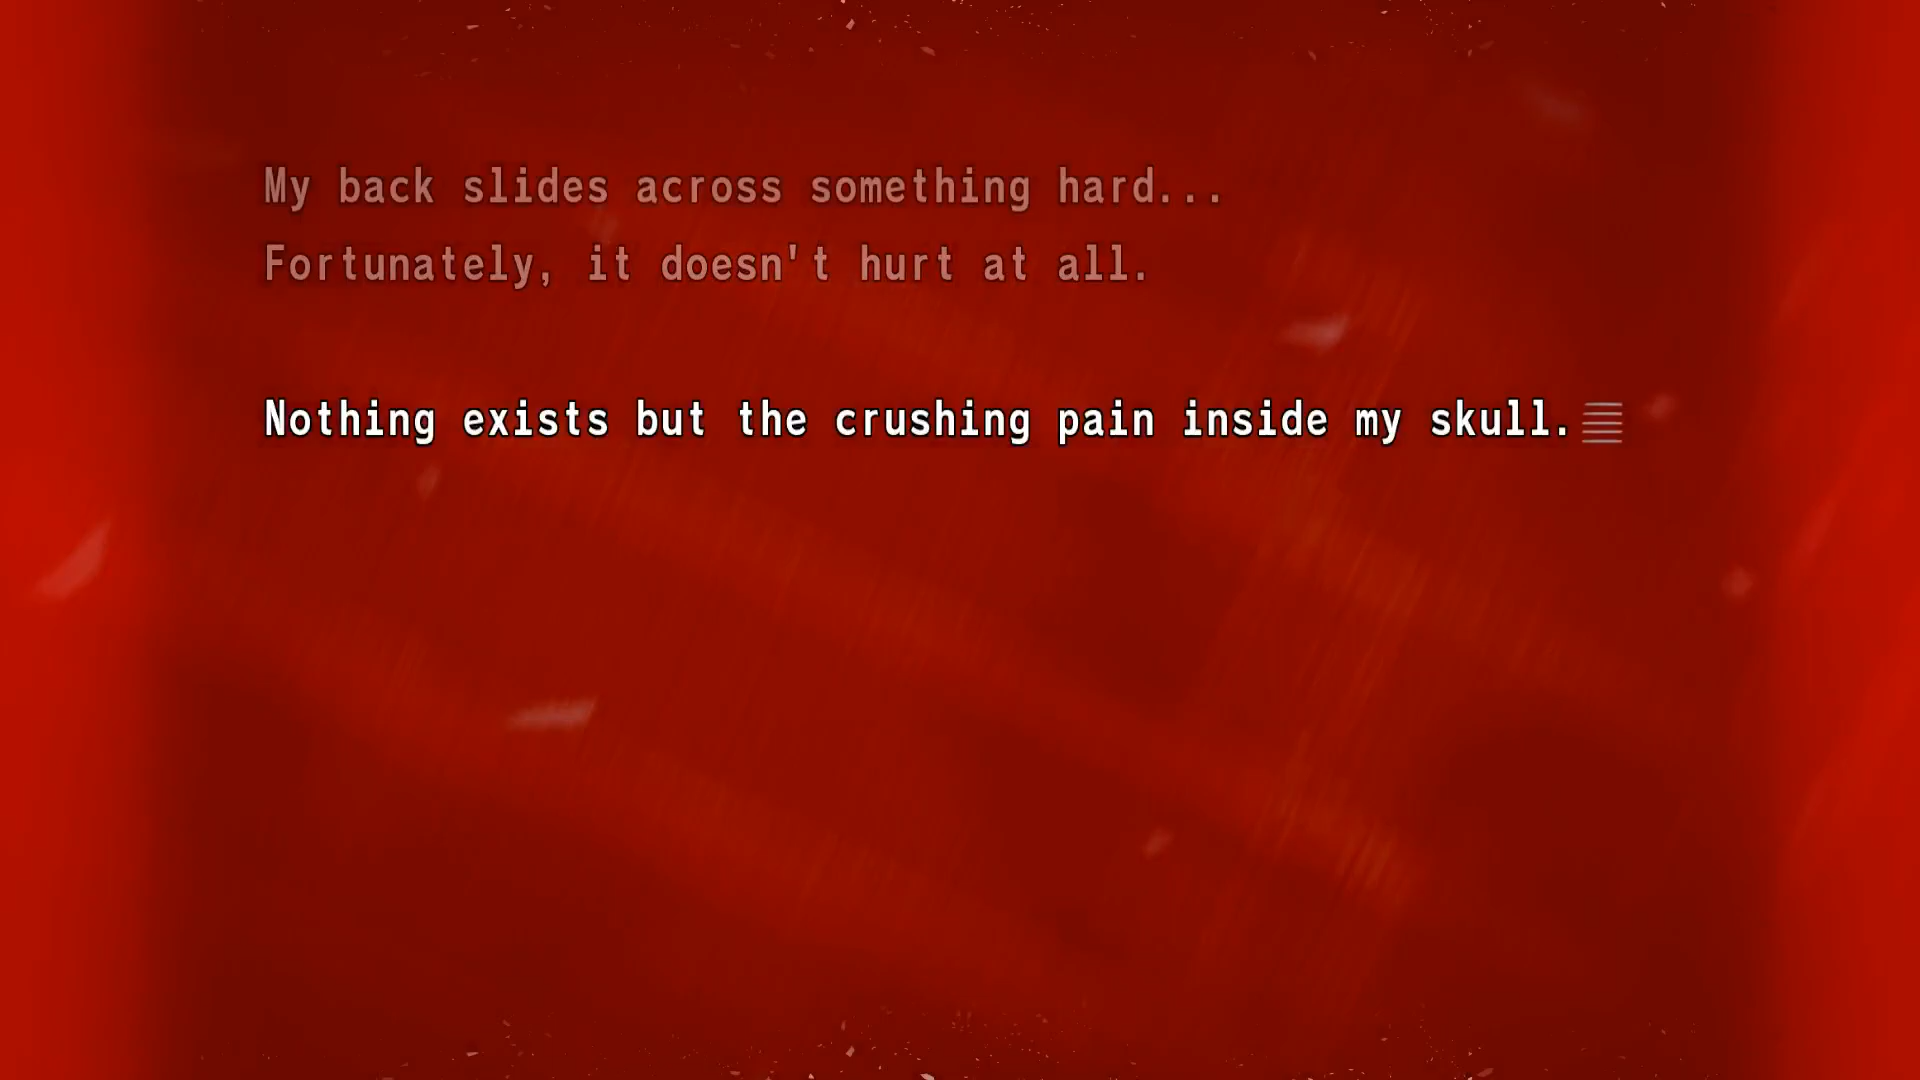 My back slides across something hard...
Fortunately, it doesn't hurt at all.
Nothing exists but the crushing pain inside my skull.